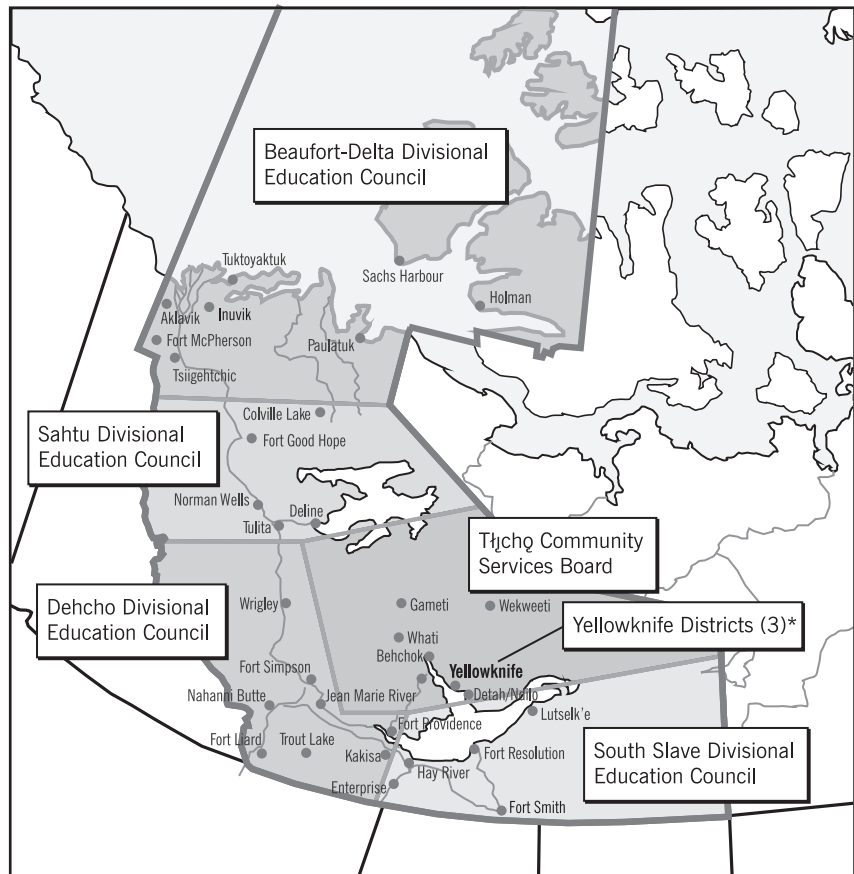 Beaufort-Delta Divisional
Education Council
Tuktoyaktuk
Sachs Harbour
Holman
Aklavik
Inuvik
Fort McPherson
Paulatuk
Tsiigehtchic
Colville Lake
Sahtu Divisional
Education Council
Fort Good Hope
Norman Wells
Deline
Tulita
Tłı̨chǫ Community
Services Board
Dehcho Divisional
Education Council
Wrigley
Gameti
Wekweeti
Yellowknife Districts (3)*
Whati
Behchok
Fort Simpson
Yellowknife
Nahanni Butte
Jean Marie River
Detah/Ndilo
Lutselk'e
Fort Providence
Fort Liard
Trout Lake
Kakisa
Fort Resolution
South Slave Divisional
Education Council
Hay River
Enterprise
Fort Smith